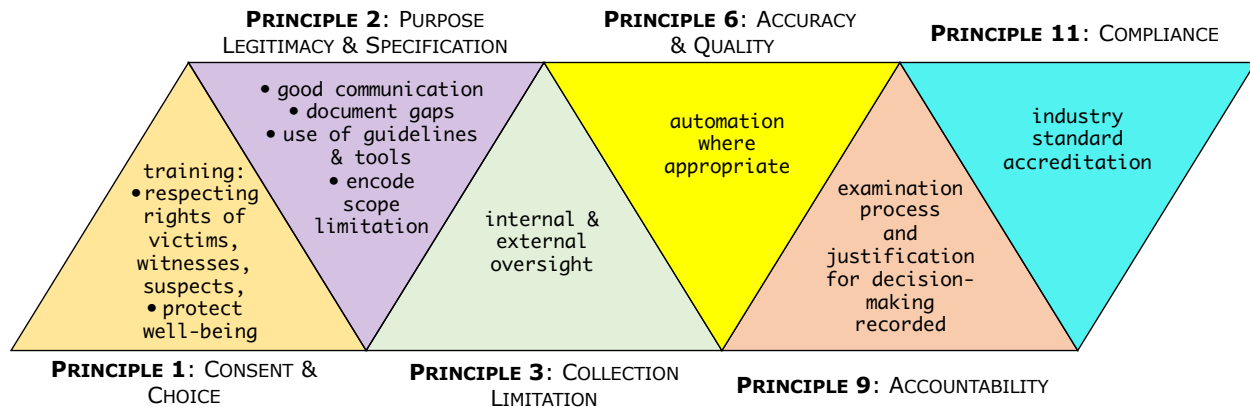 PRINCIPLE 2: PURPOSE
LEGITIMACY & SPECIFICATION
PRINCIPLE 6: ACCURACY
& QUALITY
PRINCIPLE 11: COMPLIANCE
training:
• respecting
rights of
victims,
witnesses,
suspects,
• protect
well-being
• good communication
• document gaps
• use of guidelines
& tools
• encode
scope
limitation
internal &
external
oversight
automation
where
appropriate
examination
process
and
justification
for decision-
making
recorded
industry
standard
accreditation
PRINCIPLE 1: CONSENT &
CHOICE
PRINCIPLE 3: COLLECTION
LIMITATION
PRINCIPLE 9: ACCOUNTABILITY